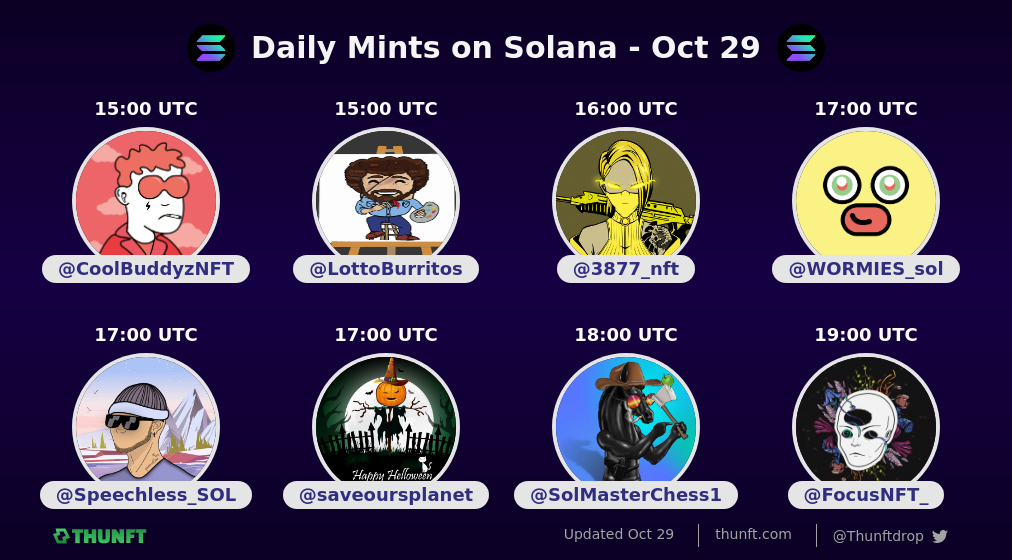 Daily Mints on Solana - Oct 29
15:00 UTC
15:00 UTC
16:00 UTC
17:00 UTC
@CoolBuddyzNFT
@LottoBurritos
@3877_nft
@WORMIES_sol
17:00 UTC
17:00 UTC
18:00 UTC
19:00 UTC
Happy Helloween
@Speechless_SOL
@saveoursplanet
@SolMasterChess1
@FocusNFT_
THUNFT
Updated Oct 29
thunft.com
@Thunftdrop